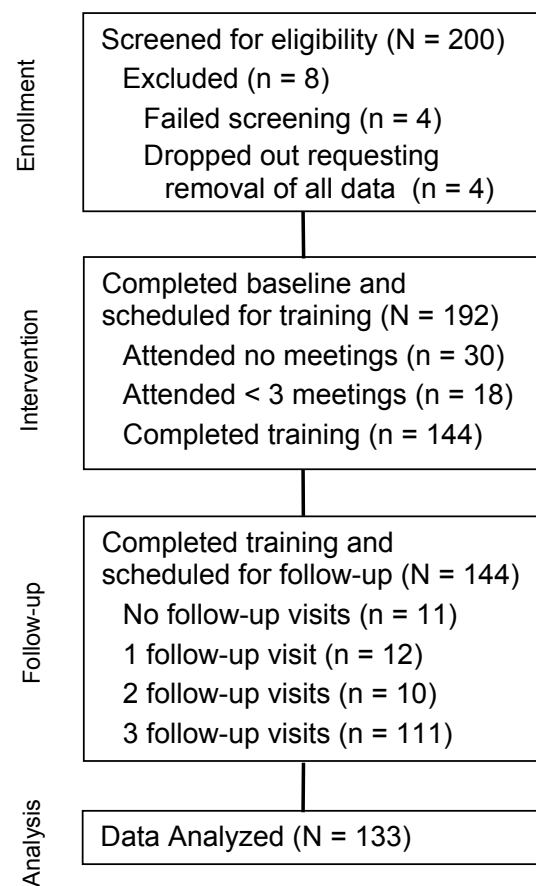 Enrollment
Screened for eligibility (N = 200)
Excluded (n = 8)
Failed screening (n = 4)
Dropped out requesting
removal of all data (n = 4)
Intervention
Completed baseline and
scheduled for training (N = 192)
Attended no meetings (n = 30)
Attended < 3 meetings (n = 18)
Completed training (n = 144)
Follow-up
Completed training and
scheduled for follow-up (N = 144)
No follow-up visits (n = 11)
1 follow-up visit (n = 12)
2 follow-up visits (n = 10)
3 follow-up visits (n = 111)
Analysis
Data Analyzed (N = 133)